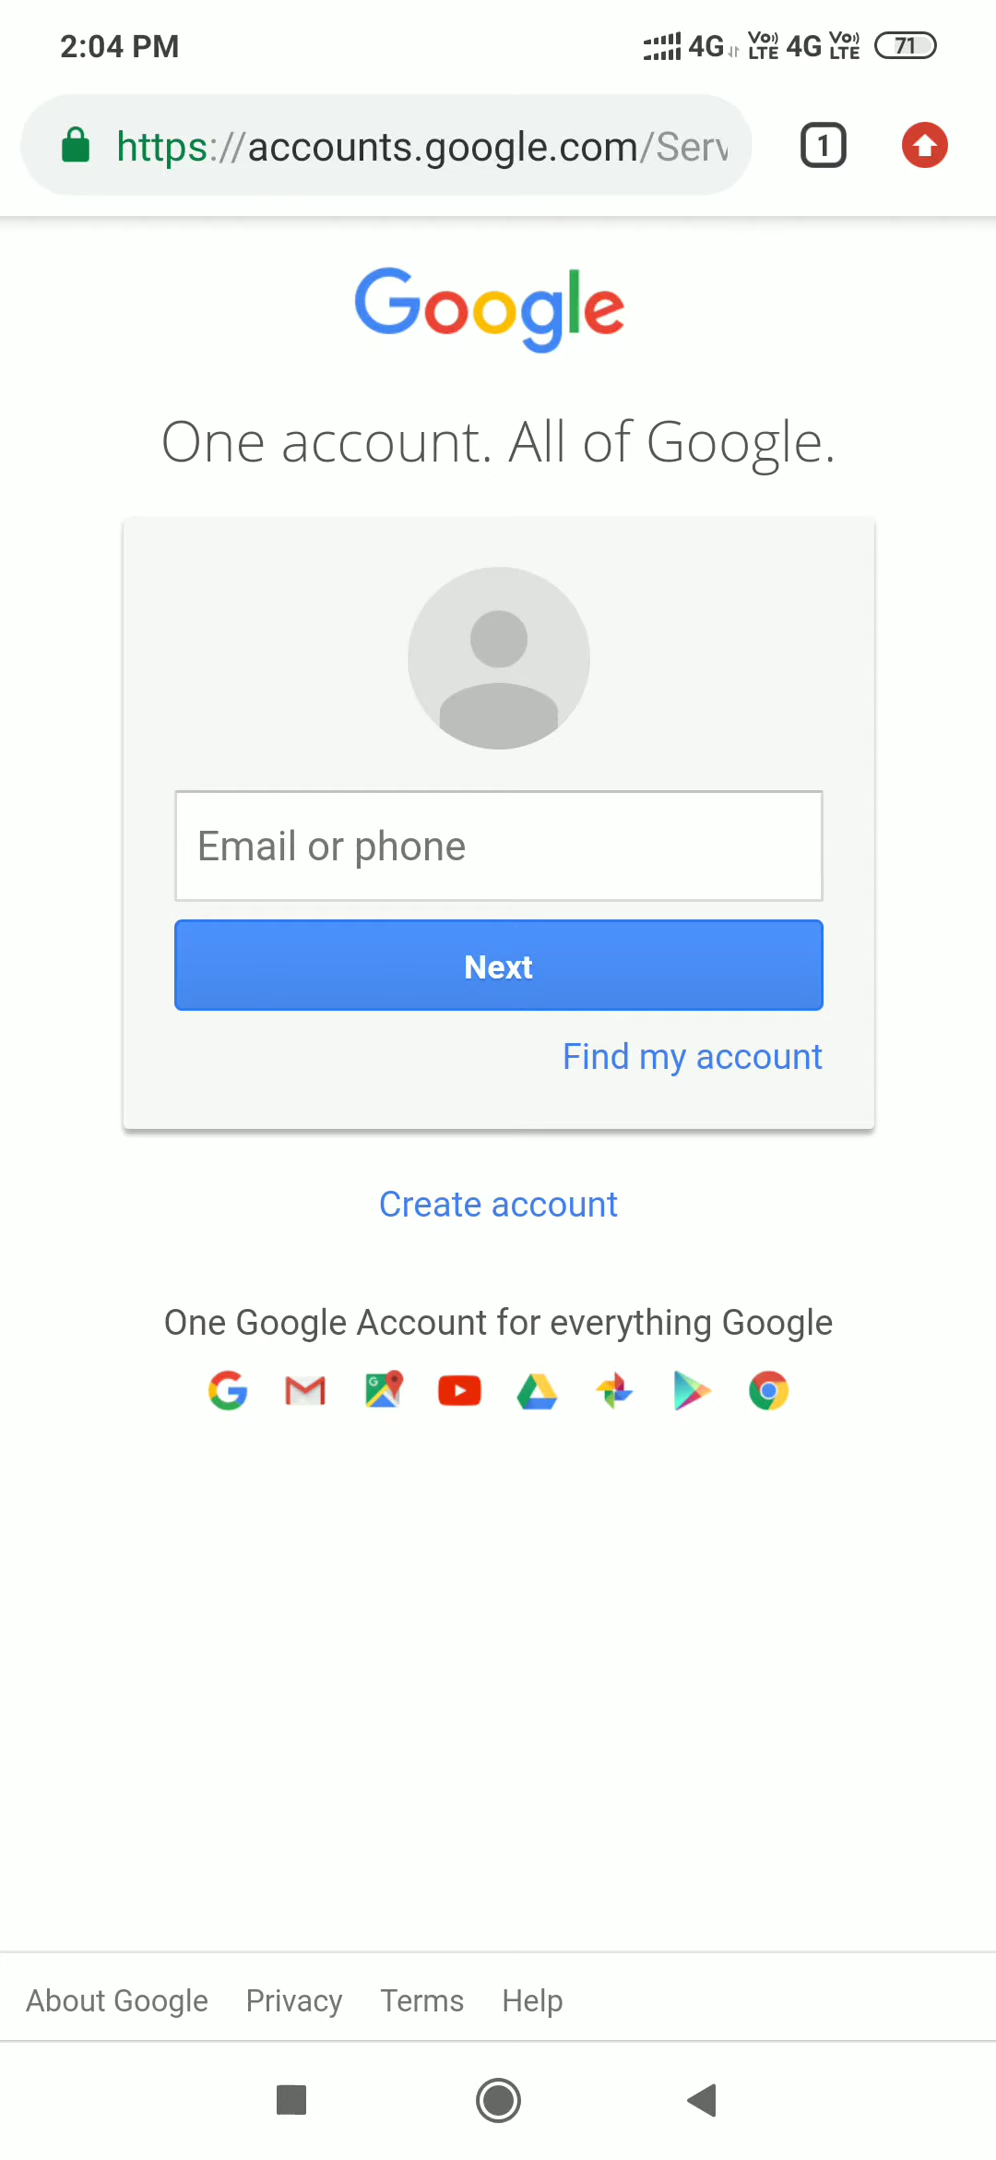 2:04 PM 4G VoLTE 4G VoLTE 71
https://accounts.google.com/Serv 1
Google
One account. All of Google.
Email or phone
Next
Find my account
Create account
One Google Account for everything Google
About Google Privacy Terms Help